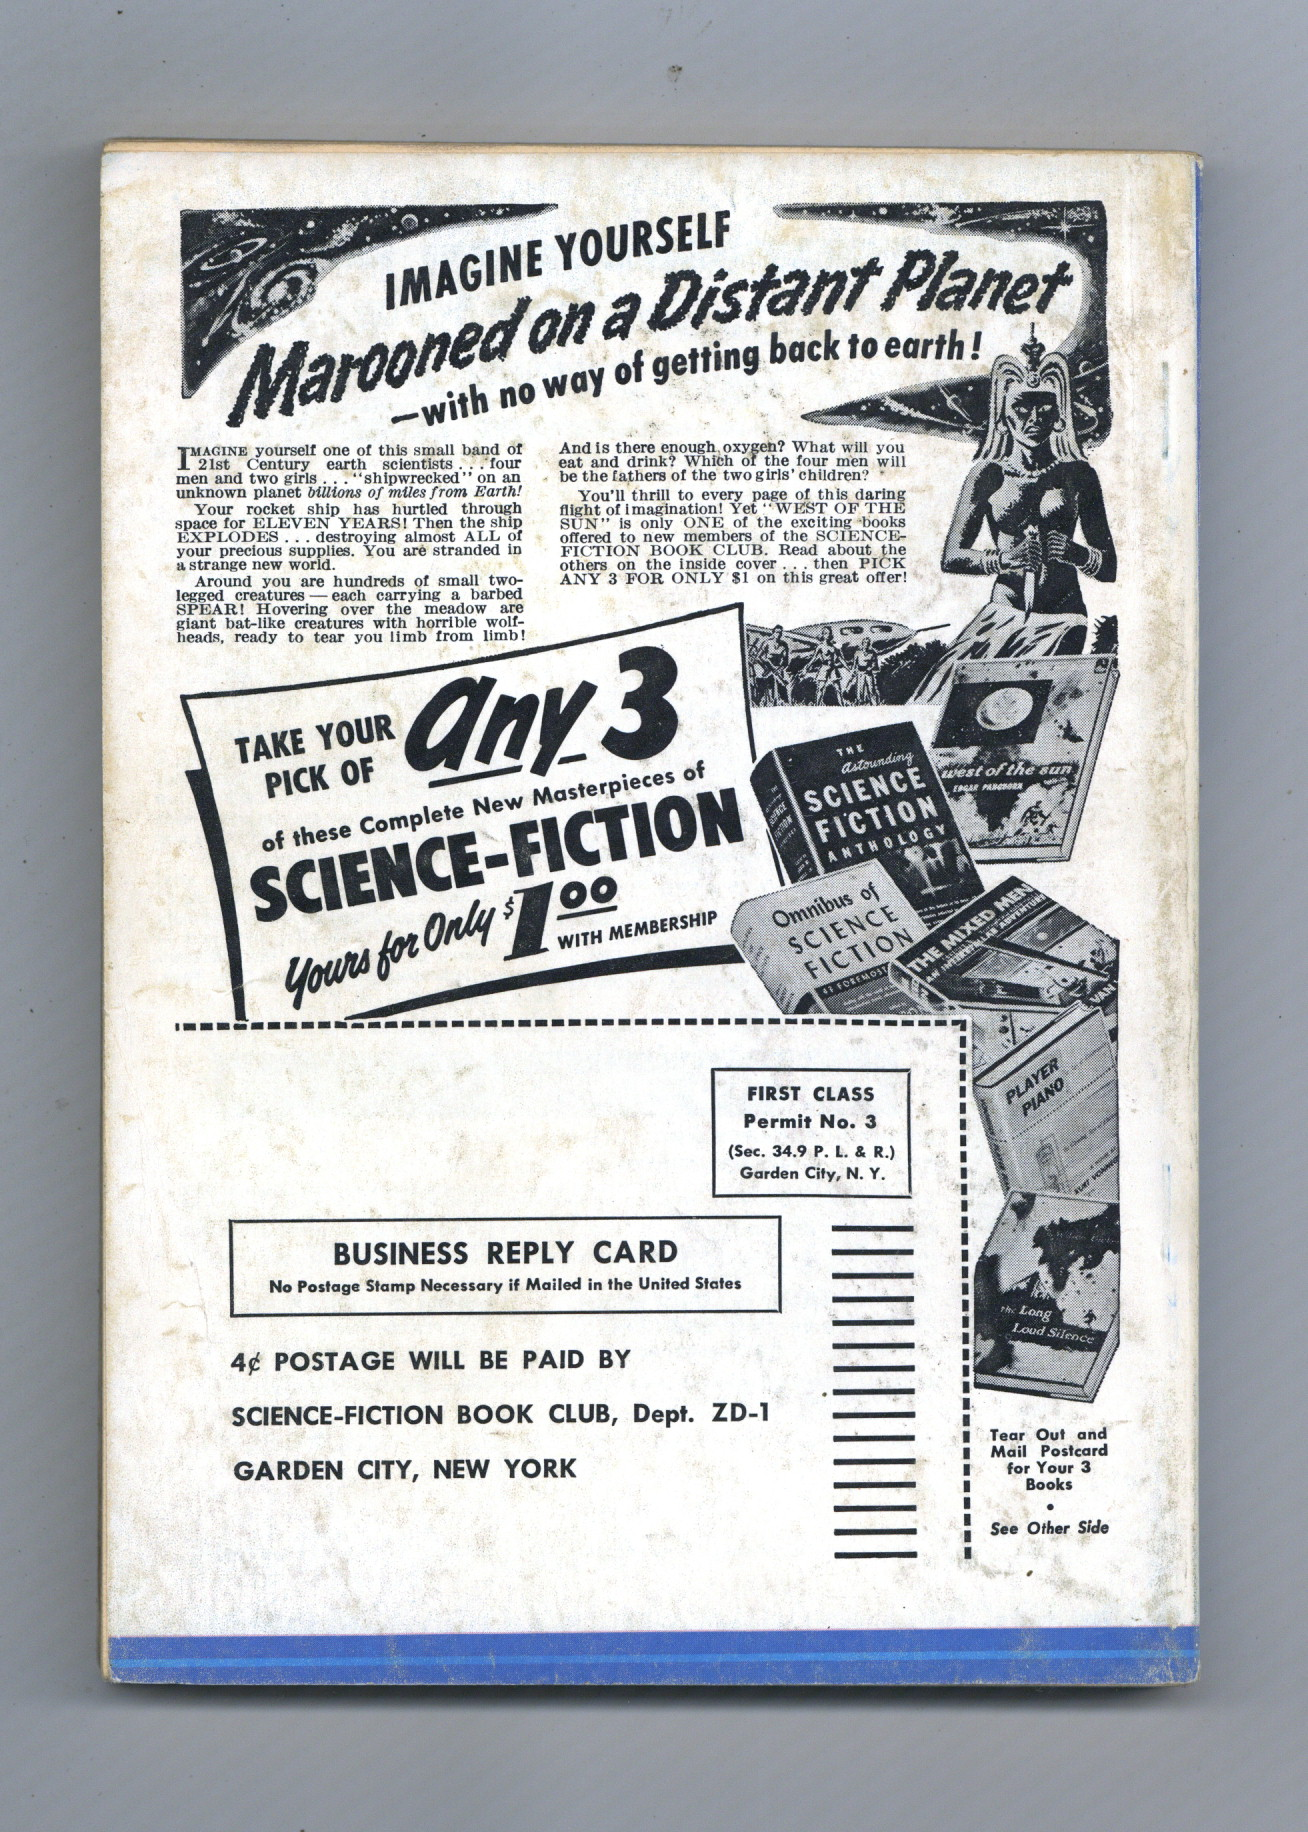 IMAGINE YOURSELF
Marooned on a Distant Planet
—with no way of getting back to earth!
IMAGINE yourself one of this small band of
21st Century earth scientists . . . four
men and two girls . . . "shipwrecked" on an
unknown planet billions of miles from Earth!
Your rocket ship has hurtled through
space for ELEVEN YEARS! Then the ship
EXPLODES . . . destroying almost ALL of
your precious supplies. You are stranded in
a strange new world.
Around you are hundreds of small two-
legged creatures — each carrying a barbed
SPEAR! Hovering over the meadow are
giant bat-like creatures with horrible wolf-
heads, ready to tear you limb from limb!
And is there enough oxygen? What will you
eat and drink? Which of the four men will
be the fathers of the two girls' children?
You'll thrill to every page of this daring
flight of imagination! Yet "WEST OF THE
SUN" is only ONE of the exciting books
offered to new members of the SCIENCE-
FICTION BOOK CLUB. Read about the
others on the inside cover . . . then PICK
ANY 3 FOR ONLY $1 on this great offer!
TAKE YOUR
PICK OF
any 3
of these Complete New Masterpieces of
SCIENCE-FICTION
Yours for Only $1.00
WITH MEMBERSHIP
west of the sun
EDGAR PANGBORN
THE
astounding
SCIENCE
FICTION
ANTHOLOGY
Omnibus of
SCIENCE
FICTION
43 FOREMOST
THE MIXED MEN
VAN
PLAYER
PIANO
KURT VONNEGUT
the Long
Loud Silence
FIRST CLASS
Permit No. 3
(Sec. 34.9 P. L. & R.)
Garden City, N. Y.
BUSINESS REPLY CARD
No Postage Stamp Necessary if Mailed in the United States
4¢ POSTAGE WILL BE PAID BY
SCIENCE-FICTION BOOK CLUB, Dept. ZD-1
GARDEN CITY, NEW YORK
Tear Out and
Mail Postcard
for Your 3
Books
•
See Other Side